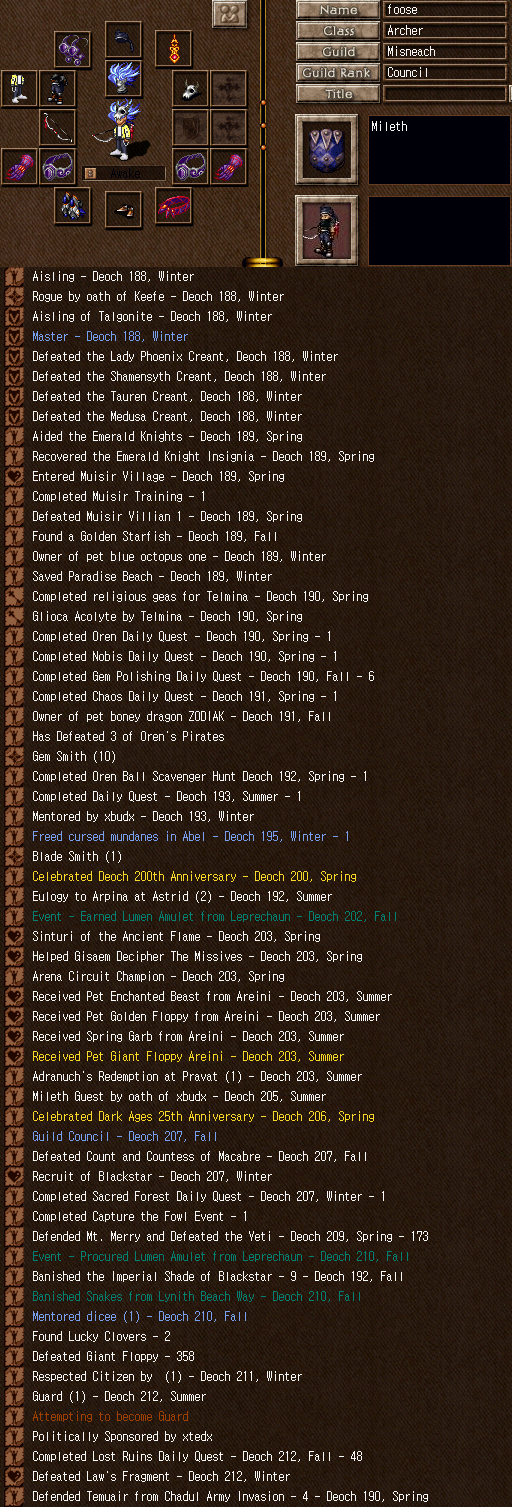 Name foose
Class Archer
Guild Misneach
Guild Rank Council
Title
Mileth
Awake
Aisling - Deoch 188, Winter
Rogue by oath of Keefe - Deoch 188, Winter
Aisling of Talgonite - Deoch 188, Winter
Master - Deoch 188, Winter
Defeated the Lady Phoenix Creant, Deoch 188, Winter
Defeated the Shamensyth Creant, Deoch 188, Winter
Defeated the Tauren Creant, Deoch 188, Winter
Defeated the Medusa Creant, Deoch 188, Winter
Aided the Emerald Knights - Deoch 189, Spring
Recovered the Emerald Knight Insignia - Deoch 189, Spring
Entered Muisir Village - Deoch 189, Spring
Completed Muisir Training - 1
Defeated Muisir Villian 1 - Deoch 189, Spring
Found a Golden Starfish - Deoch 189, Fall
Owner of pet blue octopus one - Deoch 189, Winter
Saved Paradise Beach - Deoch 189, Winter
Completed religious geas for Telmina - Deoch 190, Spring
Glioca Acolyte by Telmina - Deoch 190, Spring
Completed Oren Daily Quest - Deoch 190, Spring - 1
Completed Nobis Daily Quest - Deoch 190, Spring - 1
Completed Gem Polishing Daily Quest - Deoch 190, Fall - 6
Completed Chaos Daily Quest - Deoch 191, Spring - 1
Owner of pet boney dragon ZODIAK - Deoch 191, Fall
Has Defeated 3 of Oren's Pirates
Gem Smith (10)
Completed Oren Ball Scavenger Hunt Deoch 192, Spring - 1
Completed Daily Quest - Deoch 193, Summer - 1
Mentored by xbudx - Deoch 193, Winter
Freed cursed mundanes in Abel - Deoch 195, Winter - 1
Blade Smith (1)
Celebrated Deoch 200th Anniversary - Deoch 200, Spring
Eulogy to Arpina at Astrid (2) - Deoch 192, Summer
Event - Earned Lumen Amulet from Leprechaun - Deoch 202, Fall
Sinturi of the Ancient Flame - Deoch 203, Spring
Helped Gisaem Decipher The Missives - Deoch 203, Spring
Arena Circuit Champion - Deoch 203, Spring
Received Pet Enchanted Beast from Areini - Deoch 203, Summer
Received Pet Golden Floppy from Areini - Deoch 203, Summer
Received Spring Garb from Areini - Deoch 203, Summer
Received Pet Giant Floppy Areini - Deoch 203, Summer
Adranuch's Redemption at Pravat (1) - Deoch 203, Summer
Mileth Guest by oath of xbudx - Deoch 205, Summer
Celebrated Dark Ages 25th Anniversary - Deoch 206, Spring
Guild Council - Deoch 207, Fall
Defeated Count and Countess of Macabre - Deoch 207, Fall
Recruit of Blackstar - Deoch 207, Winter
Completed Sacred Forest Daily Quest - Deoch 207, Winter - 1
Completed Capture the Fowl Event - 1
Defended Mt. Merry and Defeated the Yeti - Deoch 209, Spring - 173
Event - Procured Lumen Amulet from Leprechaun - Deoch 210, Fall
Banished the Imperial Shade of Blackstar - 9 - Deoch 192, Fall
Banished Snakes from Lynith Beach Way - Deoch 210, Fall
Mentored dicee (1) - Deoch 210, Fall
Found Lucky Clovers - 2
Defeated Giant Floppy - 358
Respected Citizen by (1) - Deoch 211, Winter
Guard (1) - Deoch 212, Summer
Attempting to become Guard
Politically Sponsored by xtedx
Completed Lost Ruins Daily Quest - Deoch 212, Fall - 48
Defeated Law's Fragment - Deoch 212, Winter
Defended Temuair from Chadul Army Invasion - 4 - Deoch 190, Spring